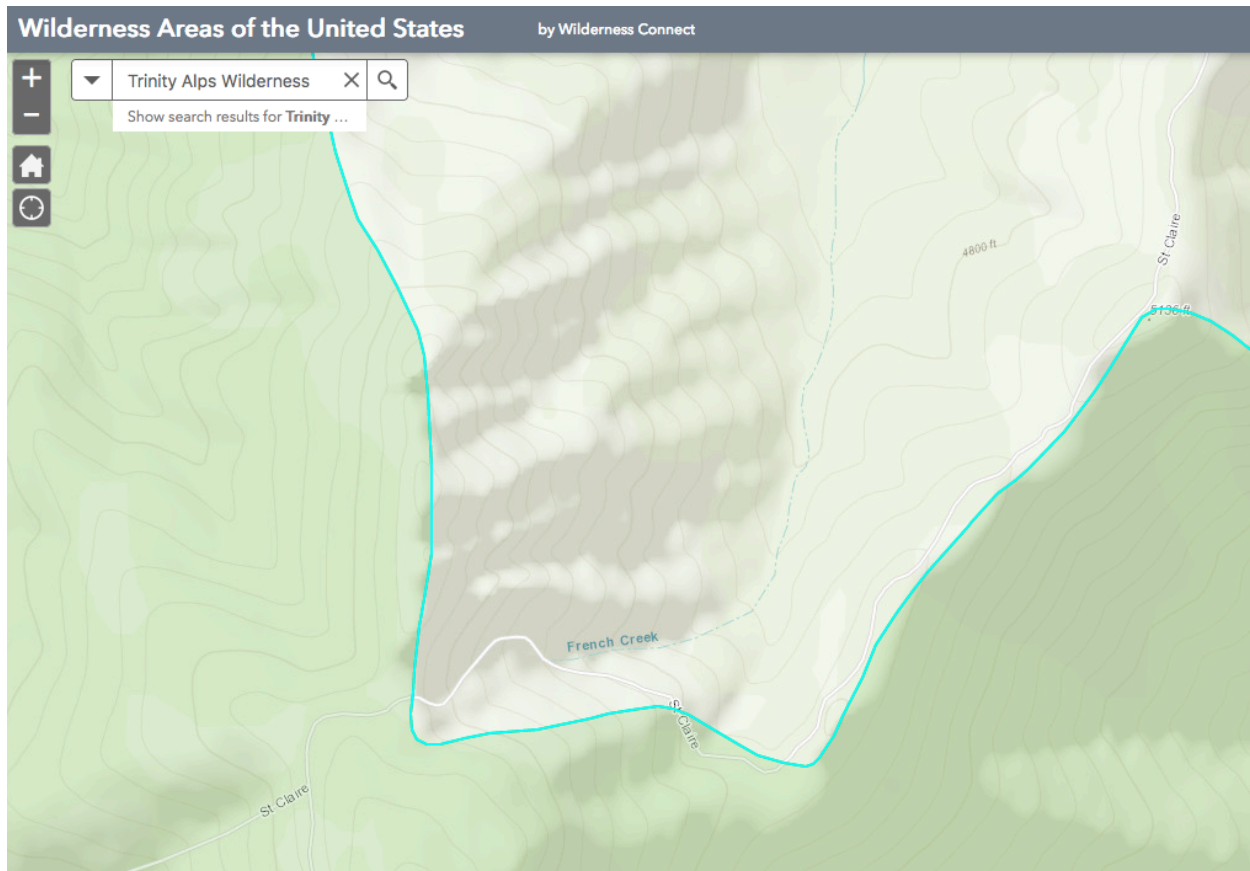 Wilderness Areas of the United States
by Wilderness Connect
+
Trinity Alps Wilderness
−
Show search results for Trinity ...
St Claire
4800 ft
5136 ft
French Creek
St Claire
St Claire